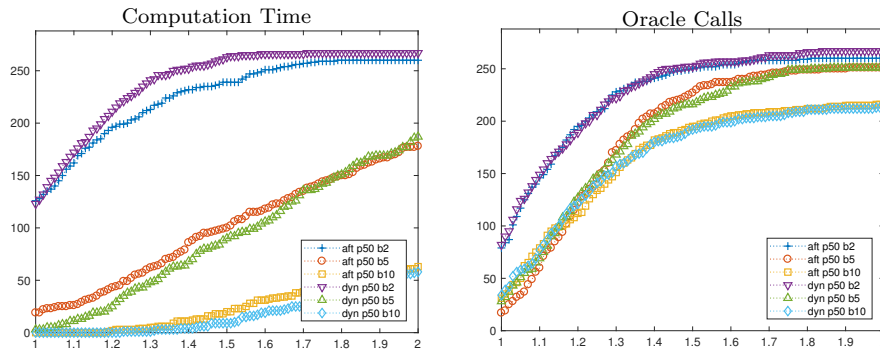 Computation Time
250
200
150
100
50
0
1
1.1
1.2
1.3
1.4
1.5
1.6
1.7
1.8
1.9
2
aft p50 b2
aft p50 b5
aft p50 b10
dyn p50 b2
dyn p50 b5
dyn p50 b10
Oracle Calls
250
200
150
100
50
0
1
1.1
1.2
1.3
1.4
1.5
1.6
1.7
1.8
1.9
aft p50 b2
aft p50 b5
aft p50 b10
dyn p50 b2
dyn p50 b5
dyn p50 b10